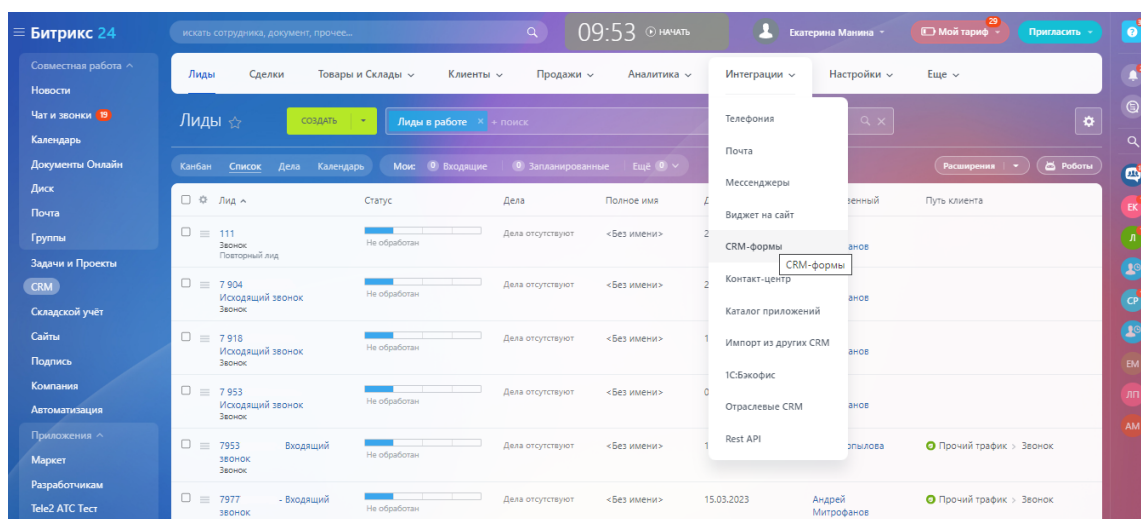 Битрикс 24
искать сотрудника, документ, прочее...
09:53 НАЧАТЬ
Екатерина Манина
29
Мой тариф
Пригласить
Совместная работа
Новости
Чат и звонки 19
Календарь
Документы Онлайн
Диск
Почта
Группы
Задачи и Проекты
CRM
Складской учёт
Сайты
Подпись
Компания
Автоматизация
Приложения
Маркет
Разработчикам
Tele2 АТС Тест
Лиды Сделки Товары и Склады Клиенты Продажи Аналитика Интеграции Настройки Еще
Лиды
СОЗДАТЬ
Лиды в работе × + поиск
Канбан Список Дела Календарь Мои: 0 Входящие 0 Запланированные Ещё 0
Расширения
Роботы
Телефония
Почта
Мессенджеры
Виджет на сайт
CRM-формы
CRM-формы
Контакт-центр
Каталог приложений
Импорт из других CRM
1С:Бэкофис
Отраслевые CRM
Rest API
Лид Статус Дела Полное имя Путь клиента
111
Звонок
Повторный лид
Не обработан
Дела отсутствуют <Без имени>
7 904
Исходящий звонок
Звонок
Не обработан
Дела отсутствуют <Без имени>
7 918
Исходящий звонок
Звонок
Не обработан
Дела отсутствуют <Без имени>
7 953
Исходящий звонок
Звонок
Не обработан
Дела отсутствуют <Без имени>
7953 Входящий
звонок
Звонок
Не обработан
Дела отсутствуют <Без имени>
Прочий трафик > Звонок
7977 - Входящий
звонок
Не обработан
Дела отсутствуют <Без имени> 15.03.2023
Андрей
Митрофанов
Прочий трафик > Звонок
EK
Л
СР
ЕМ
ЛП
АМ